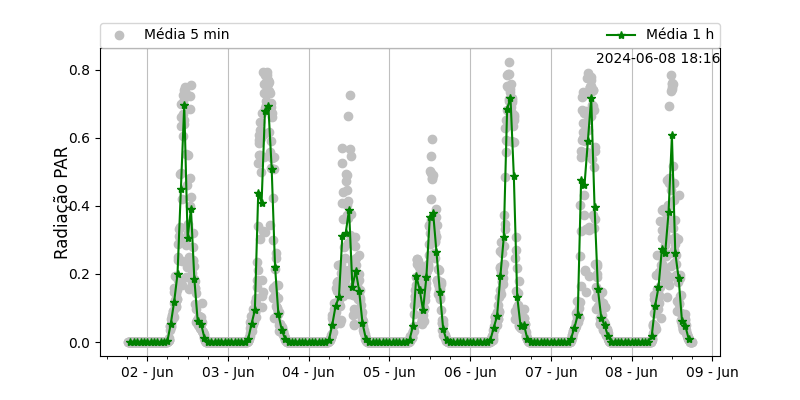 Média 5 min
Média 1 h
2024-06-08 18:16
Radiação PAR
0.8
0.6
0.4
0.2
0.0
02 - Jun
03 - Jun
04 - Jun
05 - Jun
06 - Jun
07 - Jun
08 - Jun
09 - Jun